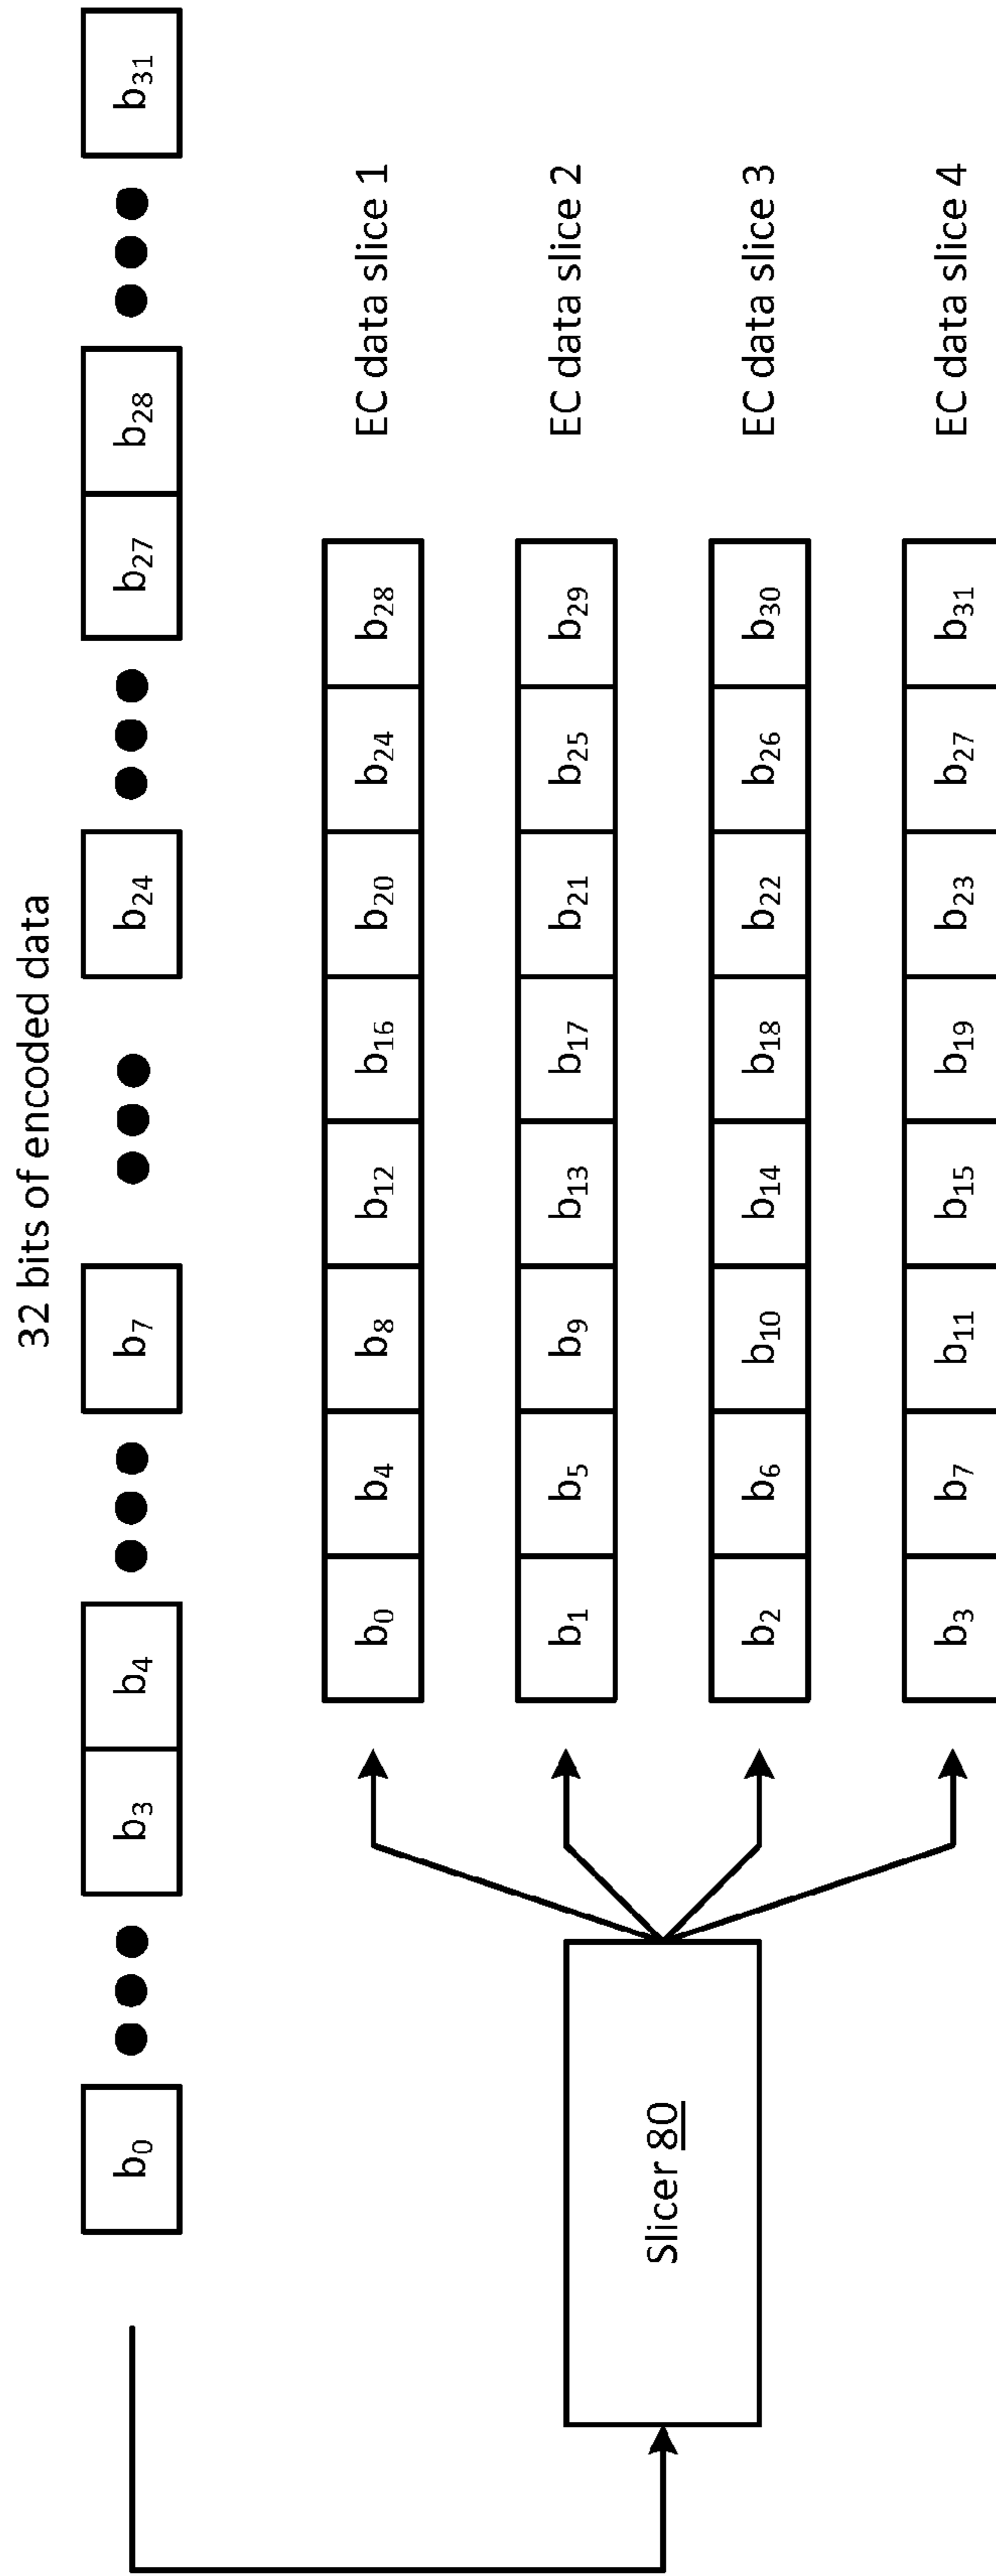 32 bits of encoded data
b0 b3 b4 b7 b24 b27 b28 b31
Slicer 80
b0 b4 b8 b12 b16 b20 b24 b28 EC data slice 1
b1 b5 b9 b13 b17 b21 b25 b29 EC data slice 2
b2 b6 b10 b14 b18 b22 b26 b30 EC data slice 3
b3 b7 b11 b15 b19 b23 b27 b31 EC data slice 4